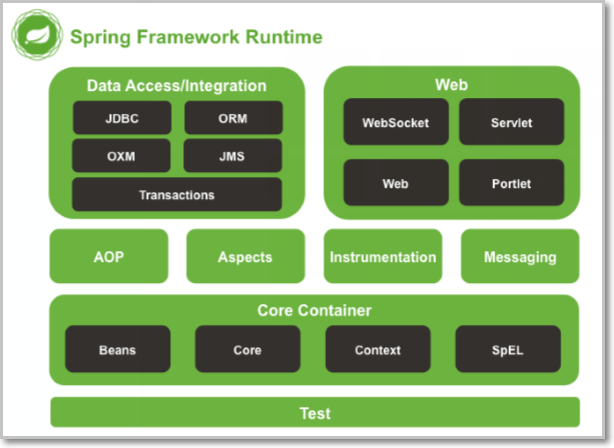 Spring Framework Runtime
Data Access/Integration
JDBC
ORM
OXM
JMS
Transactions
Web
WebSocket
Servlet
Web
Portlet
AOP
Aspects
Instrumentation
Messaging
Core Container
Beans
Core
Context
SpEL
Test